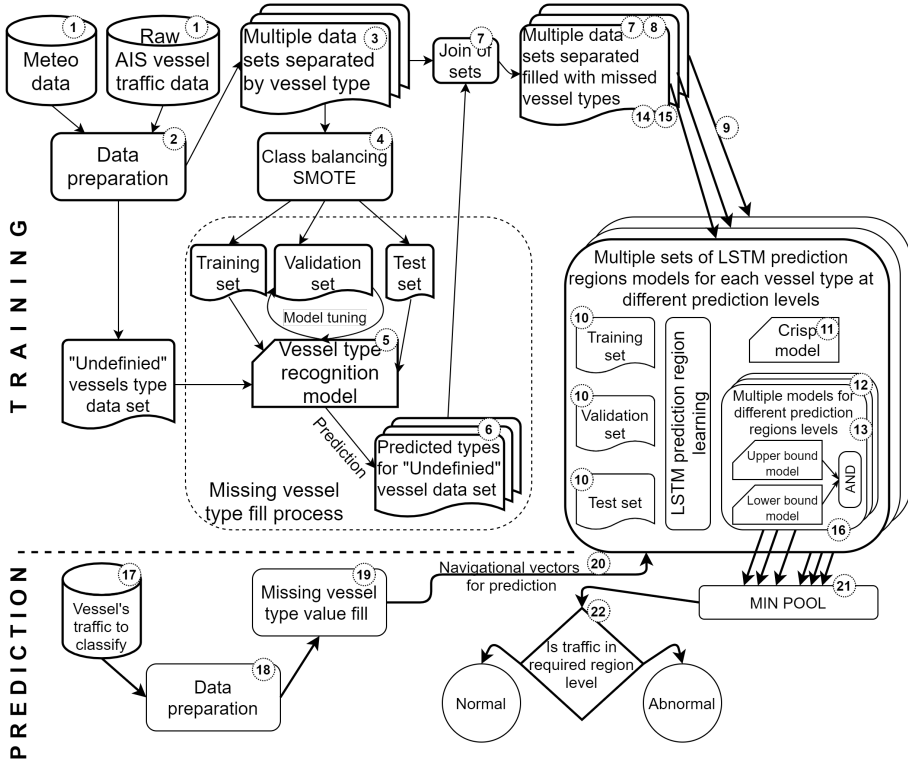 1
Meteo
data
1
Raw
AIS vessel
traffic data
3
Multiple data
sets separated
by vessel type
7
Join of
sets
7 8
Multiple data
sets separated
filled with missed
vessel types
14 15
9
2
Data
preparation
4
Class balancing
SMOTE
TRAINING
Training
set
Validation
set
Test
set
Model tuning
5
Vessel type
recognition
model
"Undefinied"
vessels type
data set
Prediction
6
Predicted types
for "Undefinied"
vessel data set
Missing vessel
type fill process
Multiple sets of LSTM prediction
regions models for each vessel type at
different prediction levels
10
Training
set
10
Validation
set
10
Test set
LSTM prediction region
learning
11
Crisp
model
12
Multiple models for
different prediction
regions levels
13
Upper bound
model
Lower bound
model
AND
16
PREDICTION
17
Vessel's
traffic to
classify
18
Data
preparation
19
Missing vessel
type value fill
20
Navigational vectors
for prediction
21
MIN POOL
22
Is traffic in
required region
level
Normal
Abnormal